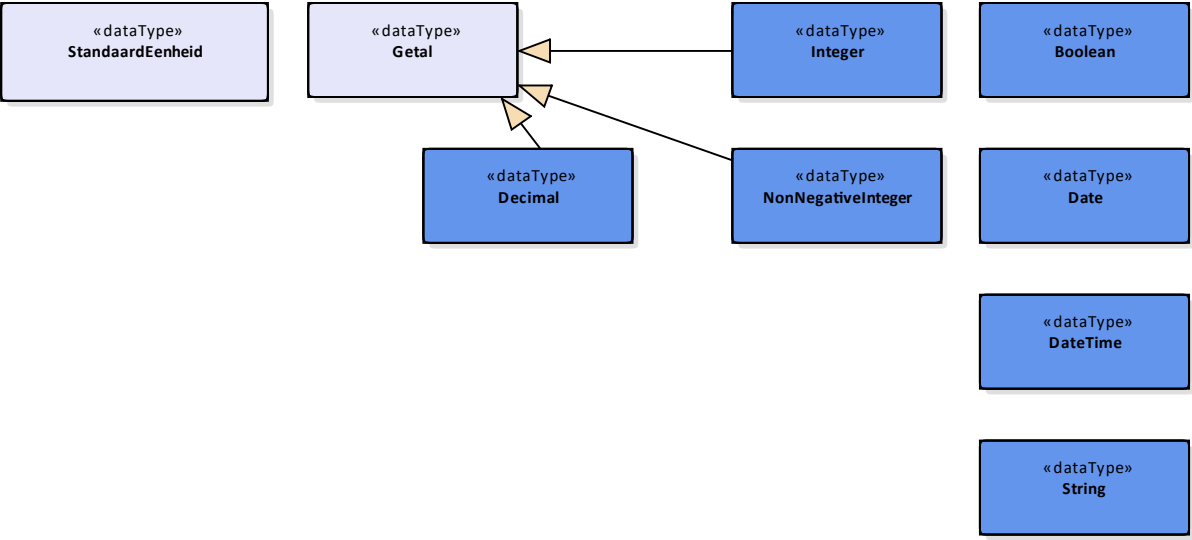 «dataType»
StandaardEenheid
«dataType»
Getal
«dataType»
Integer
«dataType»
Boolean
«dataType»
Decimal
«dataType»
NonNegativeInteger
«dataType»
Date
«dataType»
DateTime
«dataType»
String